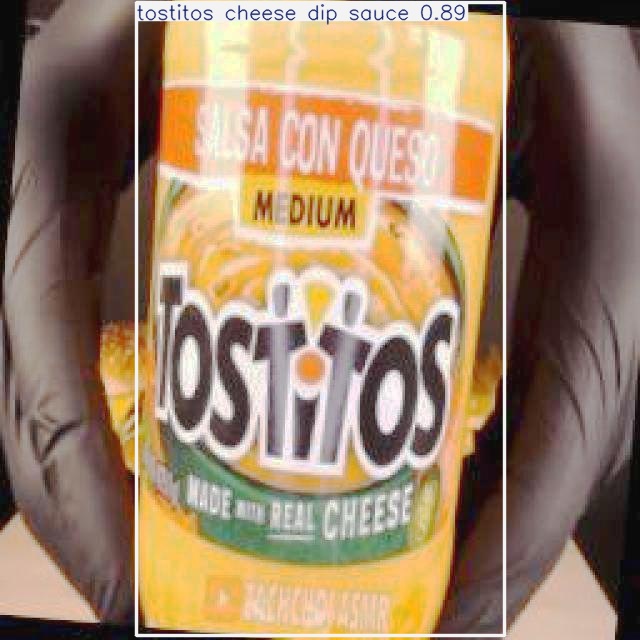 tostitos cheese dip sauce 0.89
SALSA CON QUESO
MEDIUM
TOSTITOS
MADE WITH REAL CHEESE